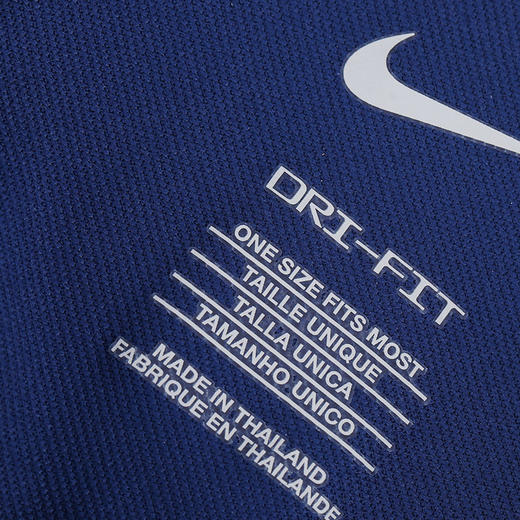 DRI-FIT
ONE SIZE FITS MOST
TAILLE UNIQUE
TALLA UNICA
TAMANHO UNICO
MADE IN THAILAND
FABRIQUE EN THAILANDE